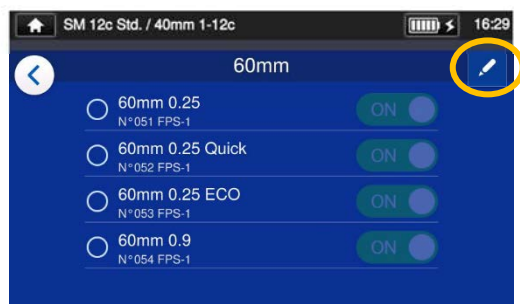 SM 12c Std. / 40mm 1-12c 16:29
60mm
60mm 0.25
N°051 FPS-1
ON
60mm 0.25 Quick
N°052 FPS-1
ON
60mm 0.25 ECO
N°053 FPS-1
ON
60mm 0.9
N°054 FPS-1
ON